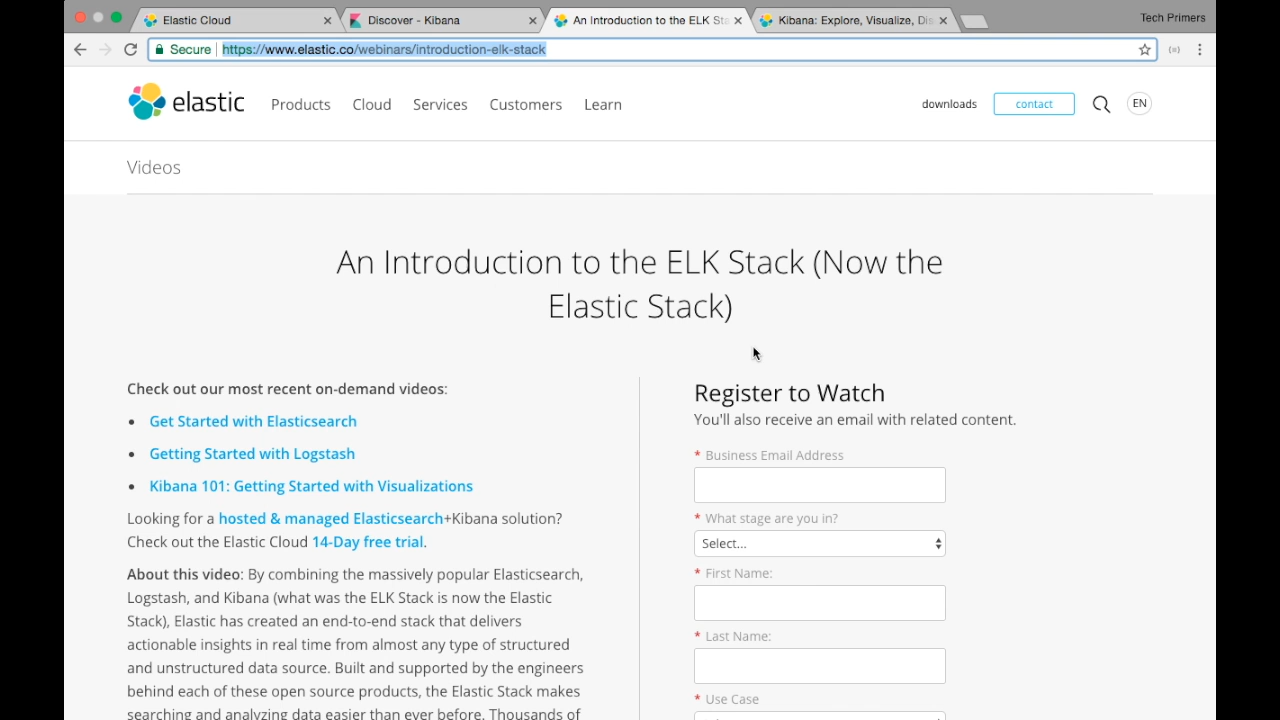 Elastic Cloud
Discover - Kibana
An Introduction to the ELK Sta
Kibana: Explore, Visualize, Dis
Tech Primers
Secure
https://www.elastic.co/webinars/introduction-elk-stack
elastic
Products
Cloud
Services
Customers
Learn
downloads
contact
EN
Videos
An Introduction to the ELK Stack (Now the
Elastic Stack)
Check out our most recent on-demand videos:
• Get Started with Elasticsearch
• Getting Started with Logstash
• Kibana 101: Getting Started with Visualizations
Looking for a hosted & managed Elasticsearch+Kibana solution?
Check out the Elastic Cloud 14-Day free trial.
About this video: By combining the massively popular Elasticsearch,
Logstash, and Kibana (what was the ELK Stack is now the Elastic
Stack), Elastic has created an end-to-end stack that delivers
actionable insights in real time from almost any type of structured
and unstructured data source. Built and supported by the engineers
behind each of these open source products, the Elastic Stack makes
searching and analyzing data easier than ever before. Thousands of
Register to Watch
You'll also receive an email with related content.
* Business Email Address
* What stage are you in?
Select...
* First Name:
* Last Name:
* Use Case